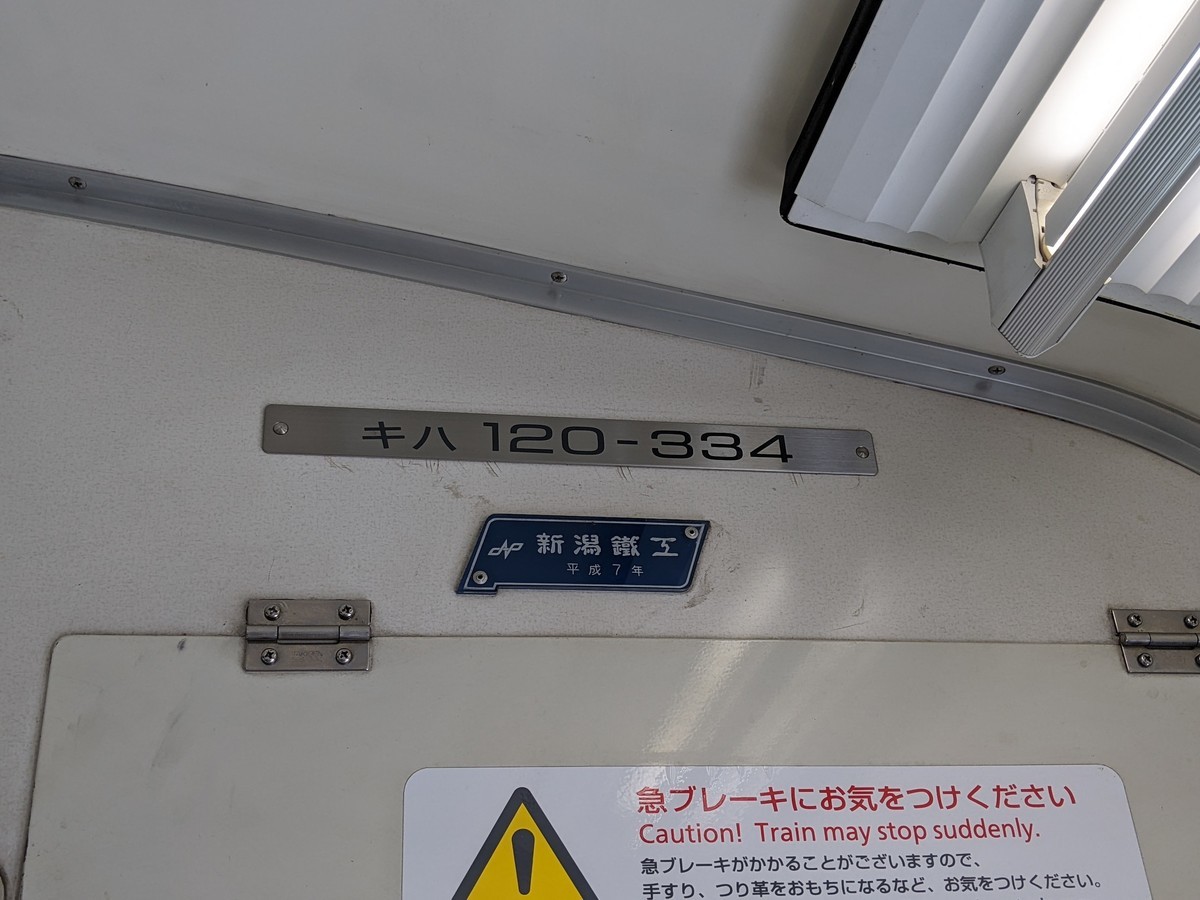 キハ 120-334
新潟鐵工
平成7年
急ブレーキにお気をつけください
Caution! Train may stop suddenly.
急ブレーキがかかることがございますので、
手すり、つり革をおもちになるなど、お気をつけください。